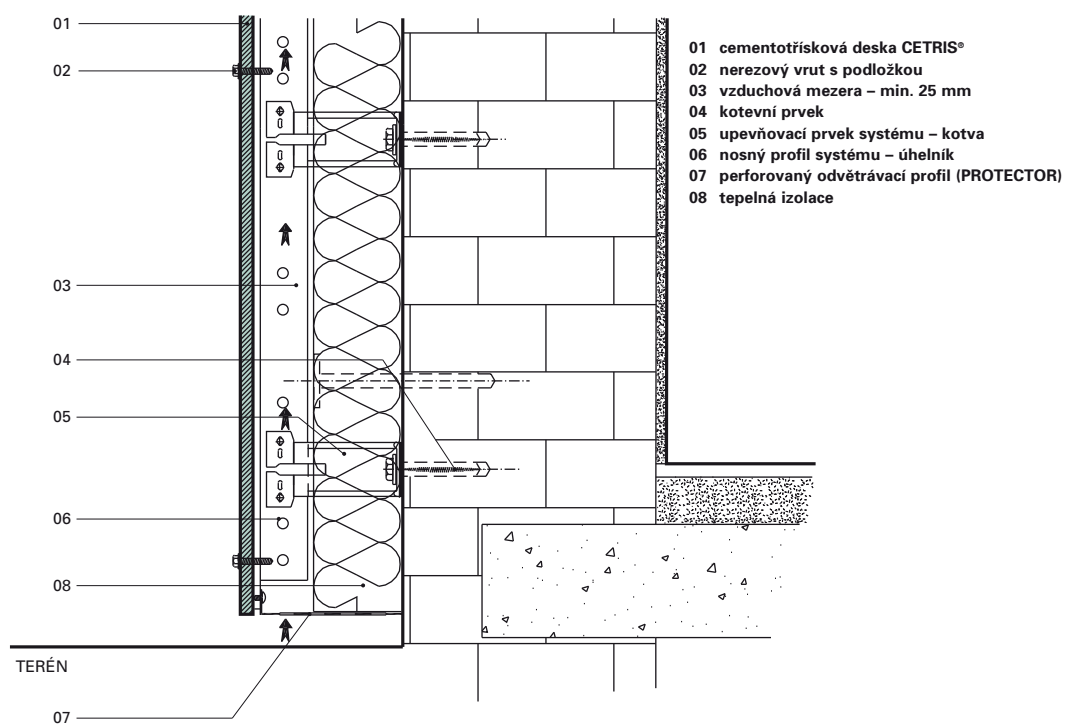 01
02
03
04
05
06
08
TERÉN
07
01 cementotřísková deska CETRIS®
02 nerezový vrut s podložkou
03 vzduchová mezera – min. 25 mm
04 kotevní prvek
05 upevňovací prvek systému – kotva
06 nosný profil systému – úhelník
07 perforovaný odvětrávací profil (PROTECTOR)
08 tepelná izolace